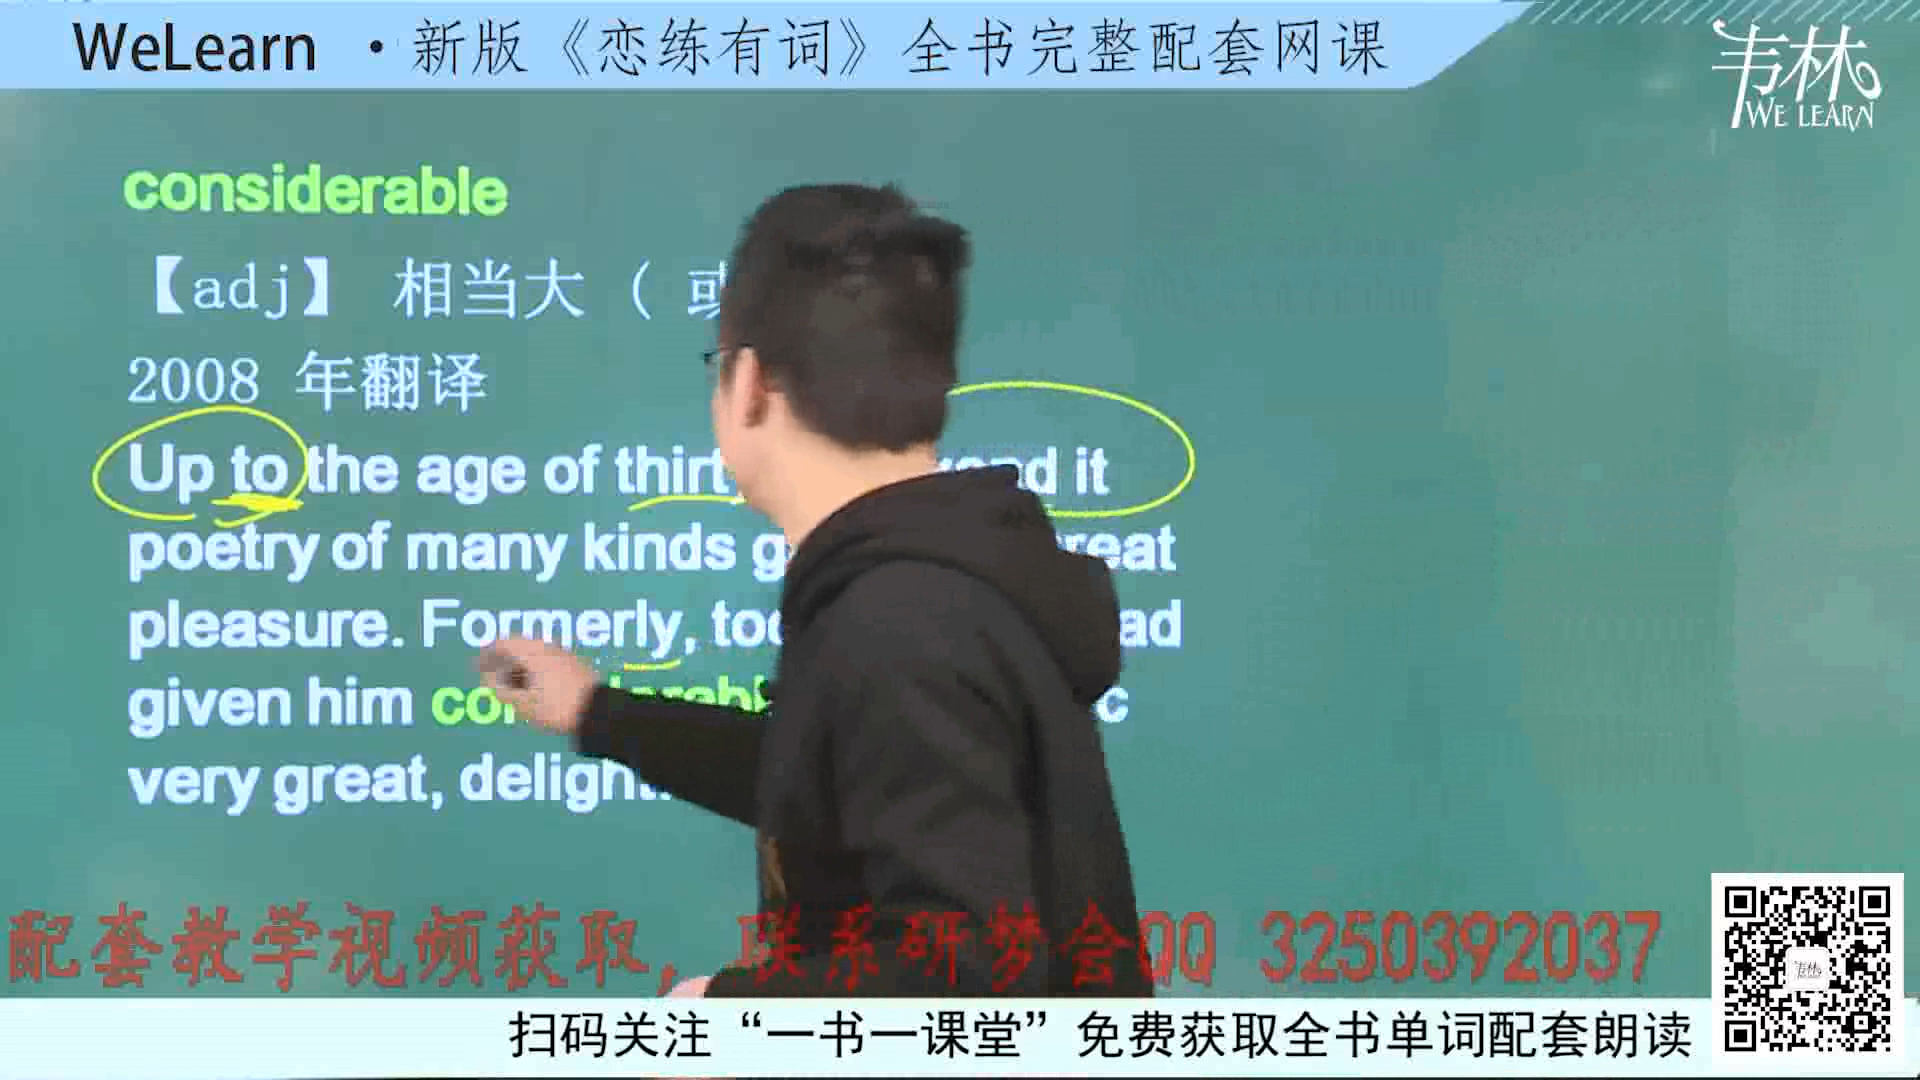 WeLearn ·新版《恋练有词》全书完整配套网课
韦林
WE LEARN
considerable
【adj】 相当大（ 或
2008 年翻译
Up to the age of it
poetry of many kinds
pleasure. Formerly,
given him
very great,
配套教学视频获取，联系研梦会QQ 3250392037
扫码关注“一书一课堂”免费获取全书单词配套朗读